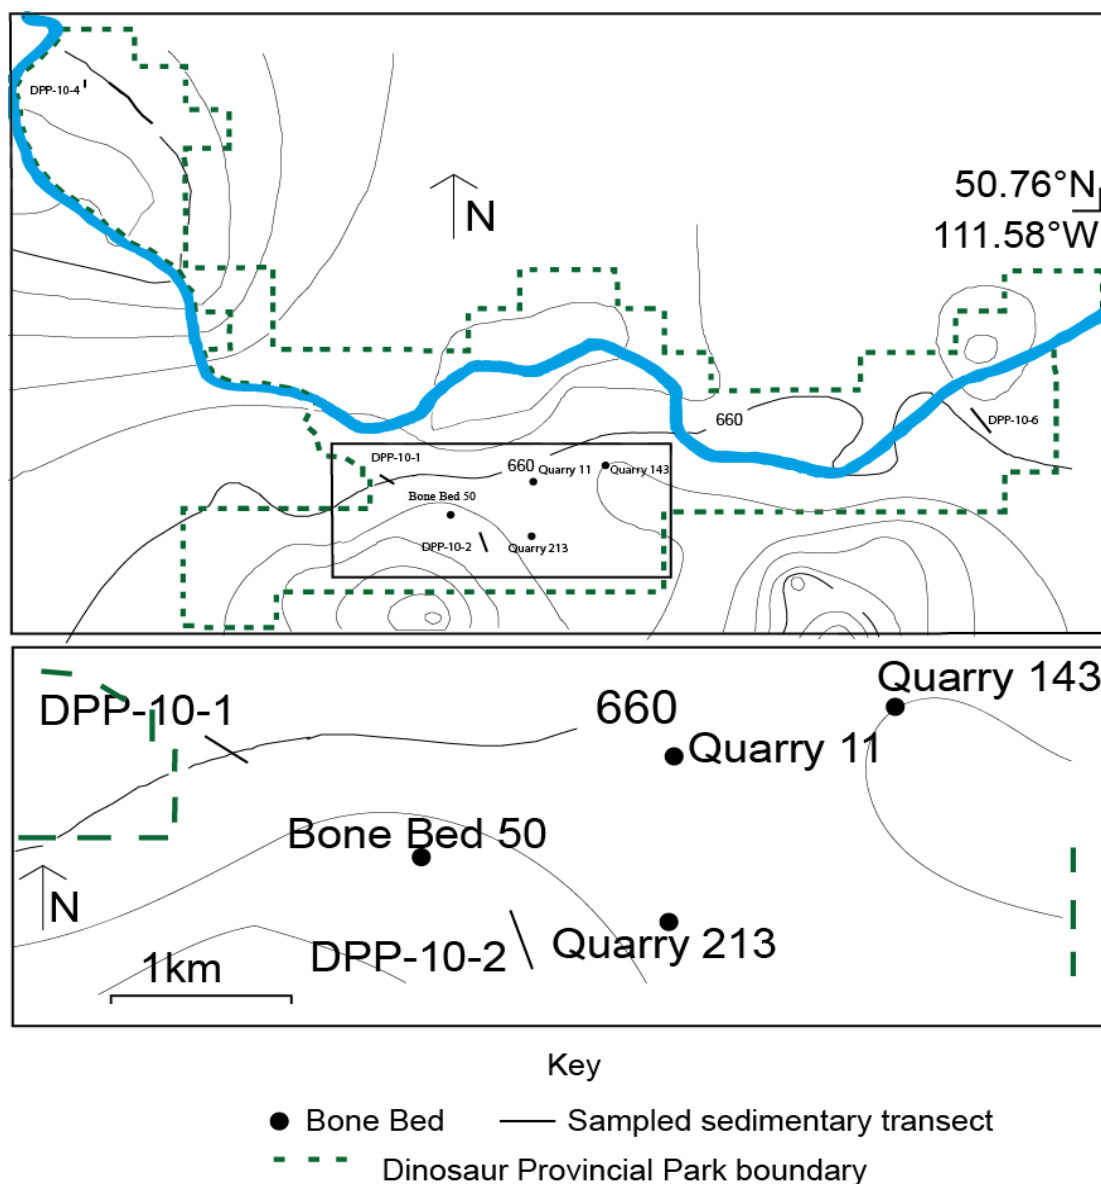 DPP-10-4
50.76°N
111.58°W
N
660
DPP-10-6
DPP-10-1
660
Quarry 11
Quarry 143
Bone Bed 50
DPP-10-2
Quarry 213
Quarry 143
DPP-10-1
660
Quarry 11
Bone Bed 50
N
DPP-10-2
Quarry 213
1km
Key
Bone Bed
Sampled sedimentary transect
Dinosaur Provincial Park boundary